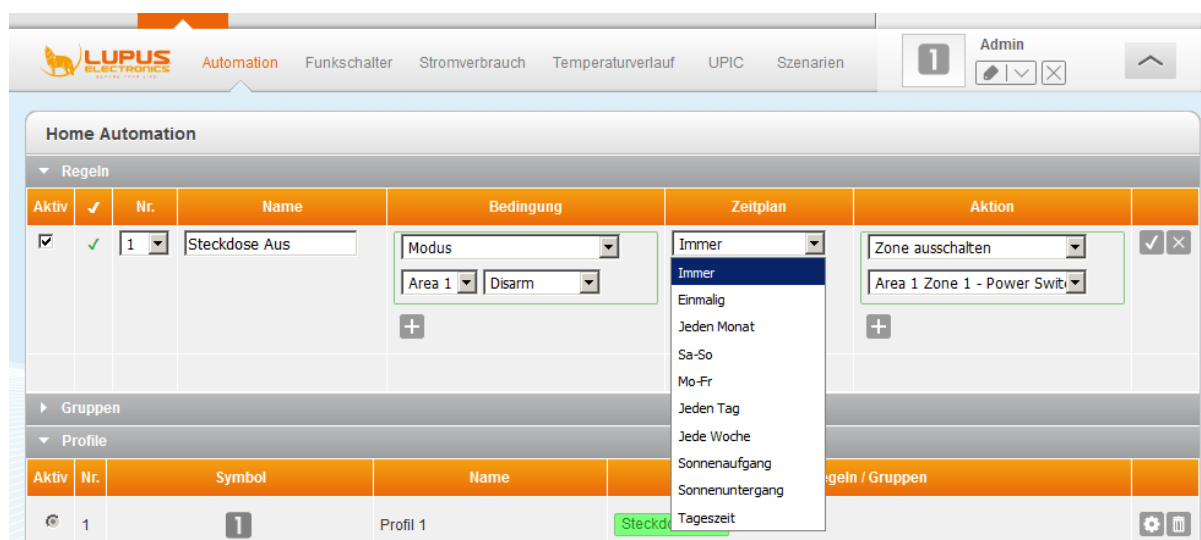 LUPUS
ELECTRONICS
Automation Funkschalter Stromverbrauch Temperaturverlauf UPIC Szenarien
1
Admin
Home Automation
Regeln
Aktiv Nr. Name Bedingung Zeitplan Aktion
1 Steckdose Aus Modus Immer Zone ausschalten
Area 1 Disarm Area 1 Zone 1 - Power Swit
Immer
Einmalig
Jeden Monat
Sa-So
Mo-Fr
Jeden Tag
Jede Woche
Sonnenaufgang
Sonnenuntergang
Tageszeit
Gruppen
Profile
Aktiv Nr. Symbol Name egeln / Gruppen
1 1 Profil 1 Steckd